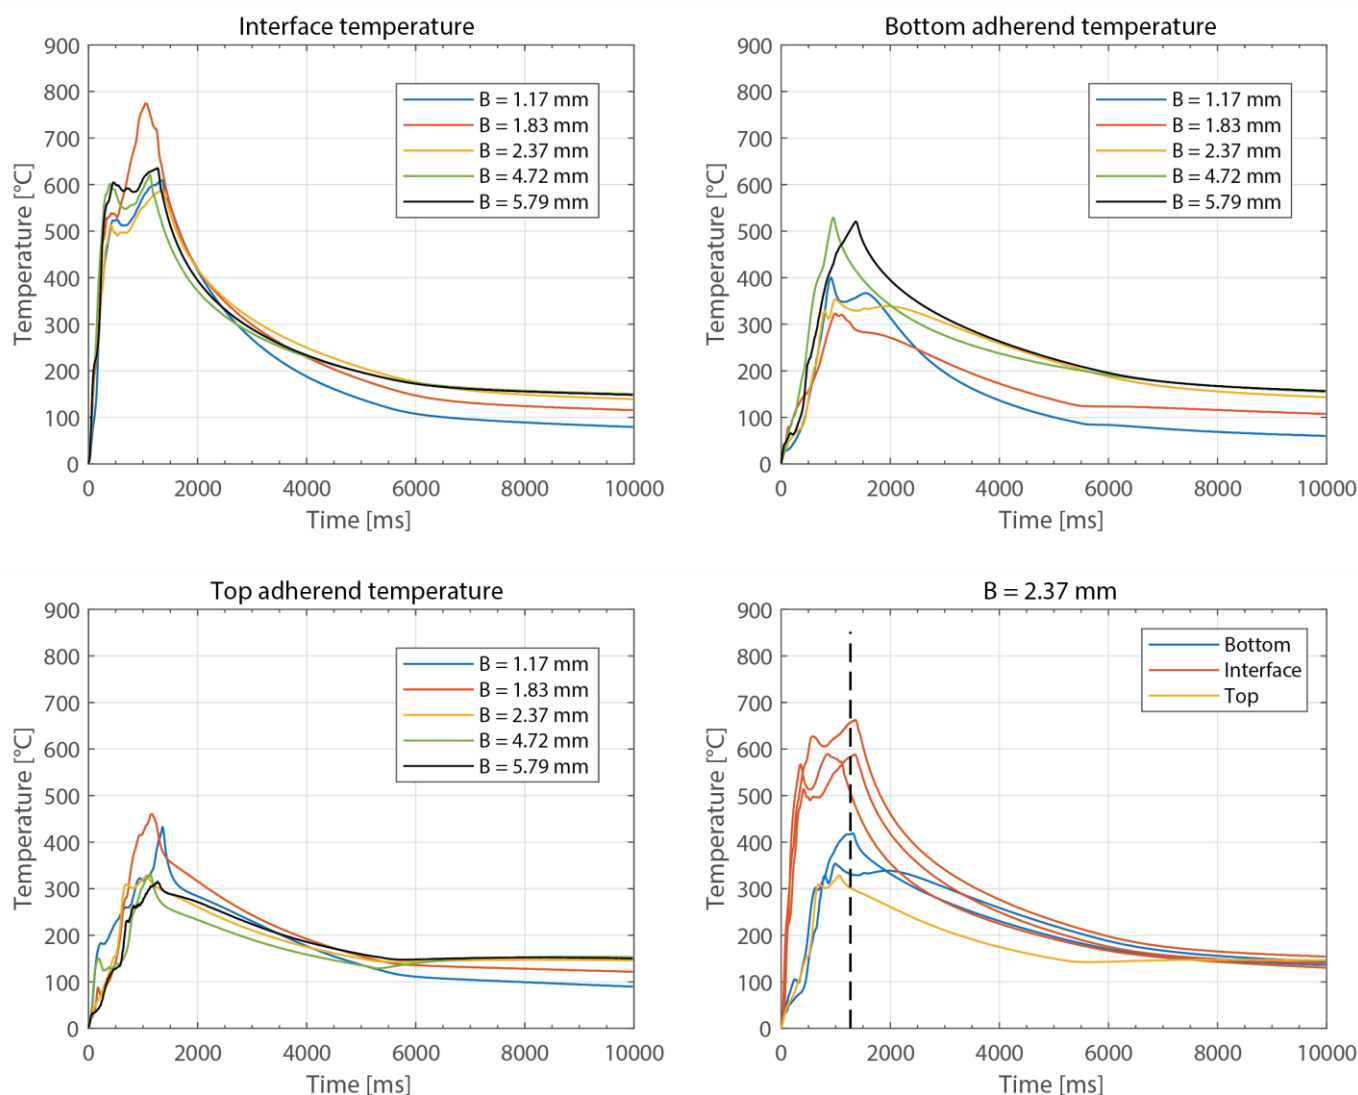 Interface temperature
900
800
700
600
500
400
300
200
100
0
Temperature [°C]
B = 1.17 mm
B = 1.83 mm
B = 2.37 mm
B = 4.72 mm
B = 5.79 mm
0 2000 4000 6000 8000 10000
Time [ms]
Bottom adherend temperature
900
800
700
600
500
400
300
200
100
0
Temperature [°C]
B = 1.17 mm
B = 1.83 mm
B = 2.37 mm
B = 4.72 mm
B = 5.79 mm
0 2000 4000 6000 8000 10000
Time [ms]
Top adherend temperature
900
800
700
600
500
400
300
200
100
0
Temperature [°C]
B = 1.17 mm
B = 1.83 mm
B = 2.37 mm
B = 4.72 mm
B = 5.79 mm
0 2000 4000 6000 8000 10000
Time [ms]
B = 2.37 mm
900
800
700
600
500
400
300
200
100
0
Temperature [°C]
Bottom
Interface
Top
0 2000 4000 6000 8000 10000
Time [ms]